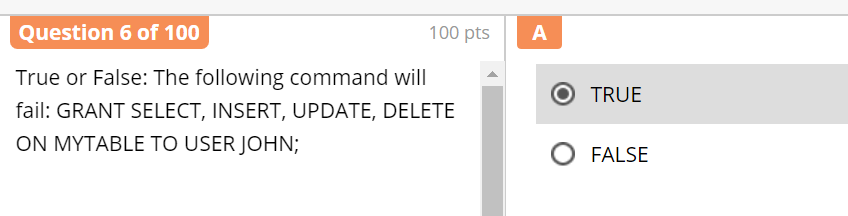 Question 6 of 100
100 pts
True or False: The following command will
fail: GRANT SELECT, INSERT, UPDATE, DELETE
ON MYTABLE TO USER JOHN;
A
TRUE
FALSE